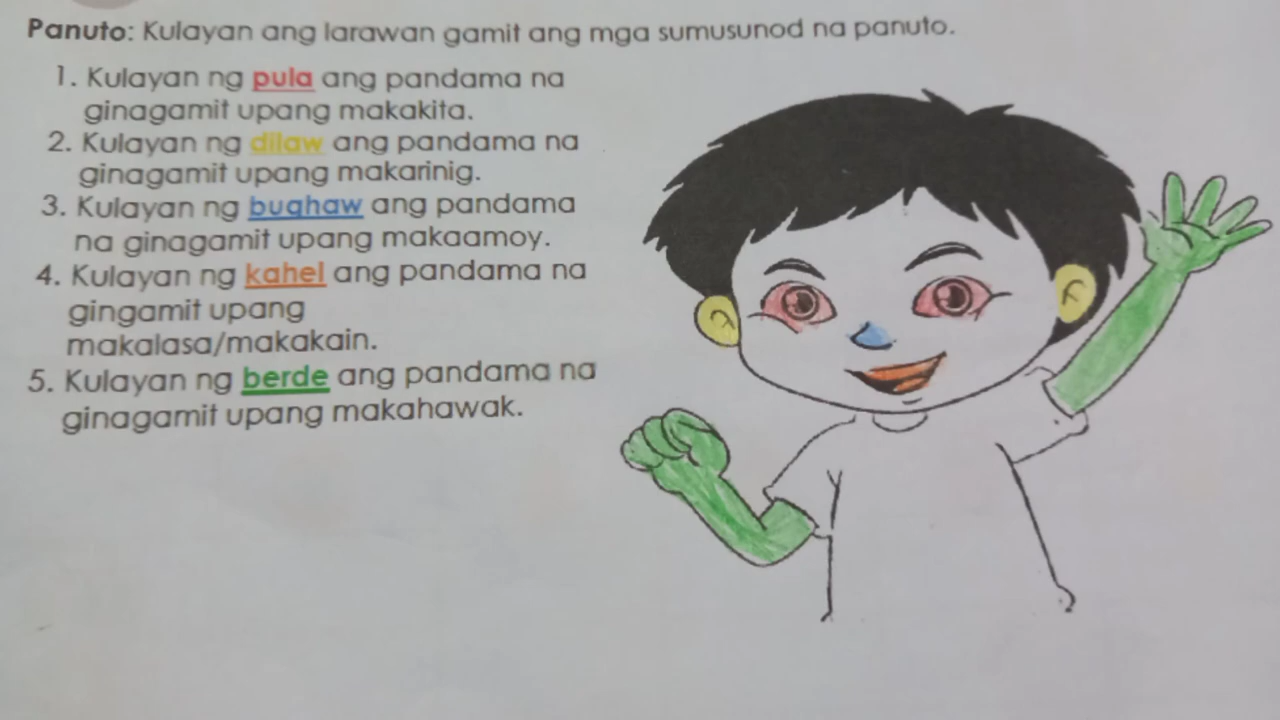 Panuto: Kulayan ang larawan gamit ang mga sumusunod na panuto.
1. Kulayan ng pula ang pandama na
ginagamit upang makakita.
2. Kulayan ng dilaw ang pandama na
ginagamit upang makarinig.
3. Kulayan ng bughaw ang pandama
na ginagamit upang makaamoy.
4. Kulayan ng kahel ang pandama na
gingamit upang
makalasa/makakain.
5. Kulayan ng berde ang pandama na
ginagamit upang makahawak.